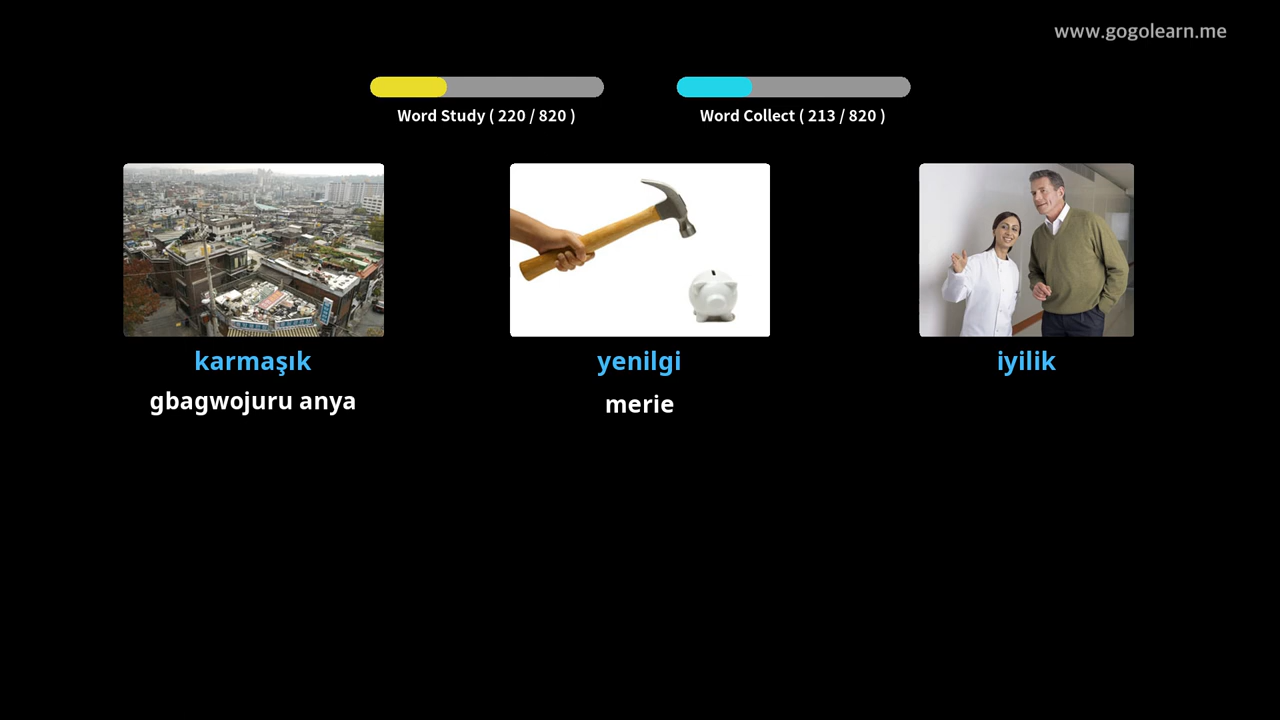 www.gogolearn.me
Word Study ( 220 / 820 )
Word Collect ( 213 / 820 )
karmaşık
yenilgi
iyilik
gbagwojuru anya
merie